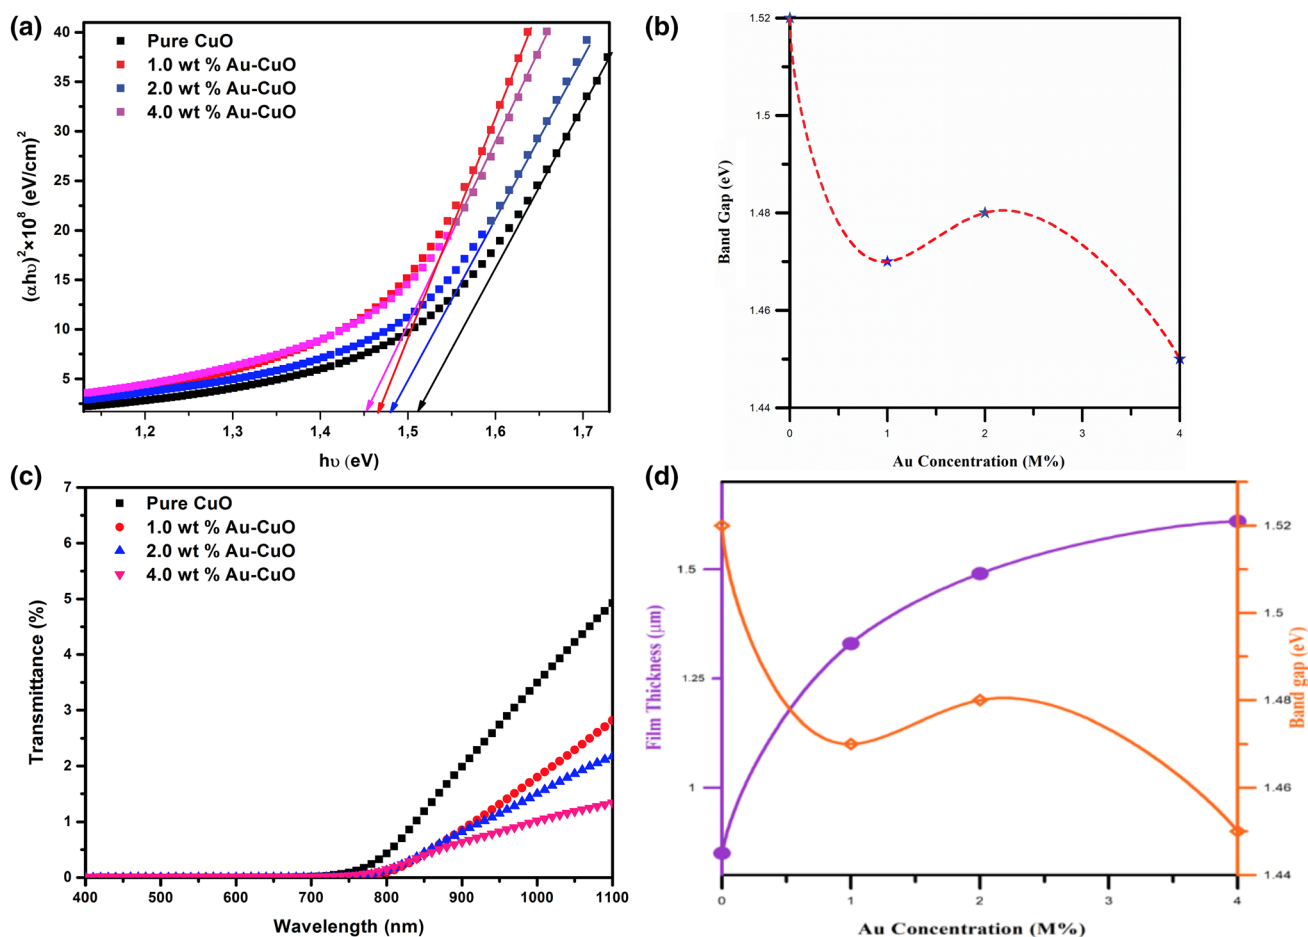 (a)
Pure CuO
1.0 wt % Au-CuO
2.0 wt % Au-CuO
4.0 wt % Au-CuO
(αhυ)²×10⁸ (eV/cm)²
40
35
30
25
20
15
10
5
1,2 1,3 1,4 1,5 1,6 1,7
hυ (eV)
(b)
Band Gap (eV)
1.52
1.5
1.48
1.46
1.44
0 1 2 3 4
Au Concentration (M%)
(c)
Pure CuO
1.0 wt % Au-CuO
2.0 wt % Au-CuO
4.0 wt % Au-CuO
Transmittance (%)
7
6
5
4
3
2
1
0
400 500 600 700 800 900 1000 1100
Wavelength (nm)
(d)
Film Thickness (μm)
1.5
1.25
1
Band gap (eV)
1.52
1.5
1.48
1.46
1.44
0 1 2 3 4
Au Concentration (M%)